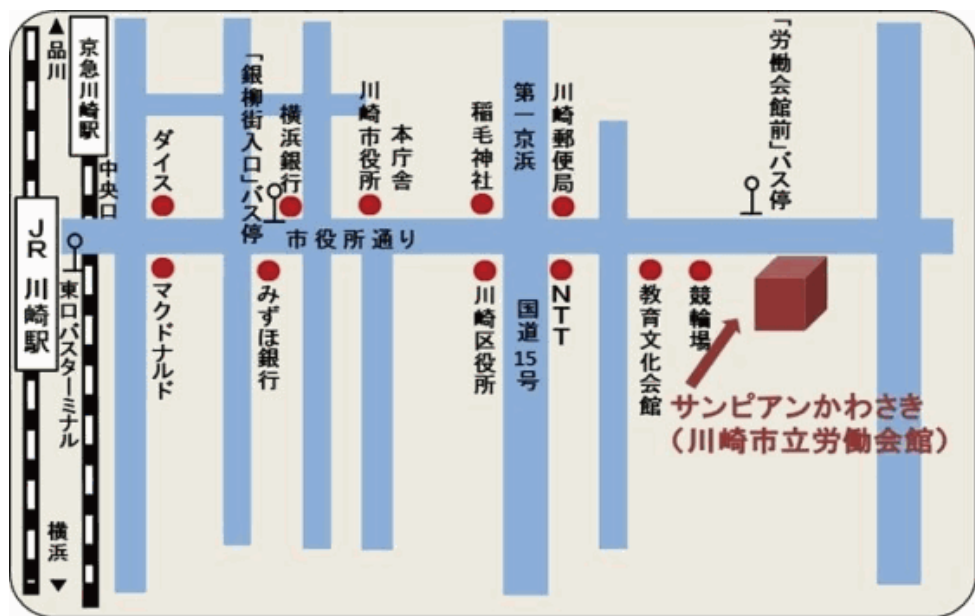 ▲品川
京急川崎駅
中央口
JR川崎駅
東口バスターミナル
横浜▼
ダイス
マクドナルド
「銀柳街入口」バス停
横浜銀行
みずほ銀行
川崎市役所
本庁舎
市役所通り
稲毛神社
川崎区役所
第一京浜
国道15号
川崎郵便局
NTT
教育文化会館
競輪場
「労働会館前」バス停
サンピアンかわさき
(川崎市立労働会館)